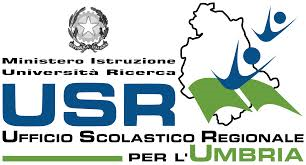 Ministero Istruzione
Università Ricerca
USR
UFFICIO SCOLASTICO REGIONALE
PER L'UMBRIA